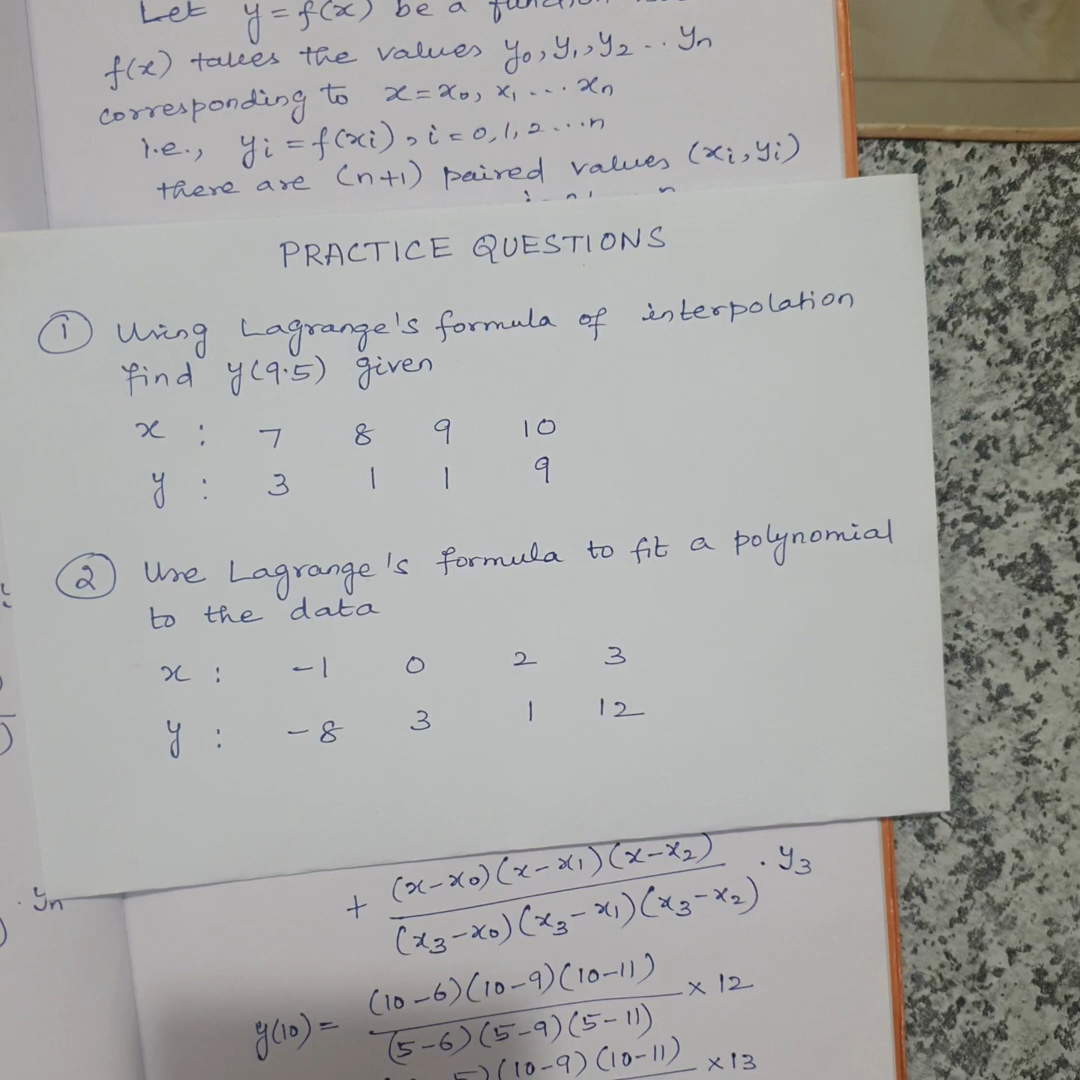 Let y = f(x) be a
f(x) takes the values y₀, y₁, y₂ .. yₙ
corresponding to x = x₀, x₁ ... xₙ
i.e., yᵢ = f(xᵢ), i = 0, 1, 2 ... n
there are (n+1) paired values (xᵢ, yᵢ)
PRACTICE QUESTIONS
① Using Lagrange's formula of interpolation
find y(9.5) given
x : 7 8 9 10
y : 3 1 1 9
② Use Lagrange's formula to fit a polynomial
to the data
x : -1 0 2 3
y : -8 3 1 12
. yₙ
+ (x-x₀)(x-x₁)(x-x₂) . y₃
(x₃-x₀)(x₃-x₁)(x₃-x₂)
(10-6)(10-9)(10-11)
y(10) = × 12
(5-6)(5-9)(5-11)
(10-9)(10-11) × 13